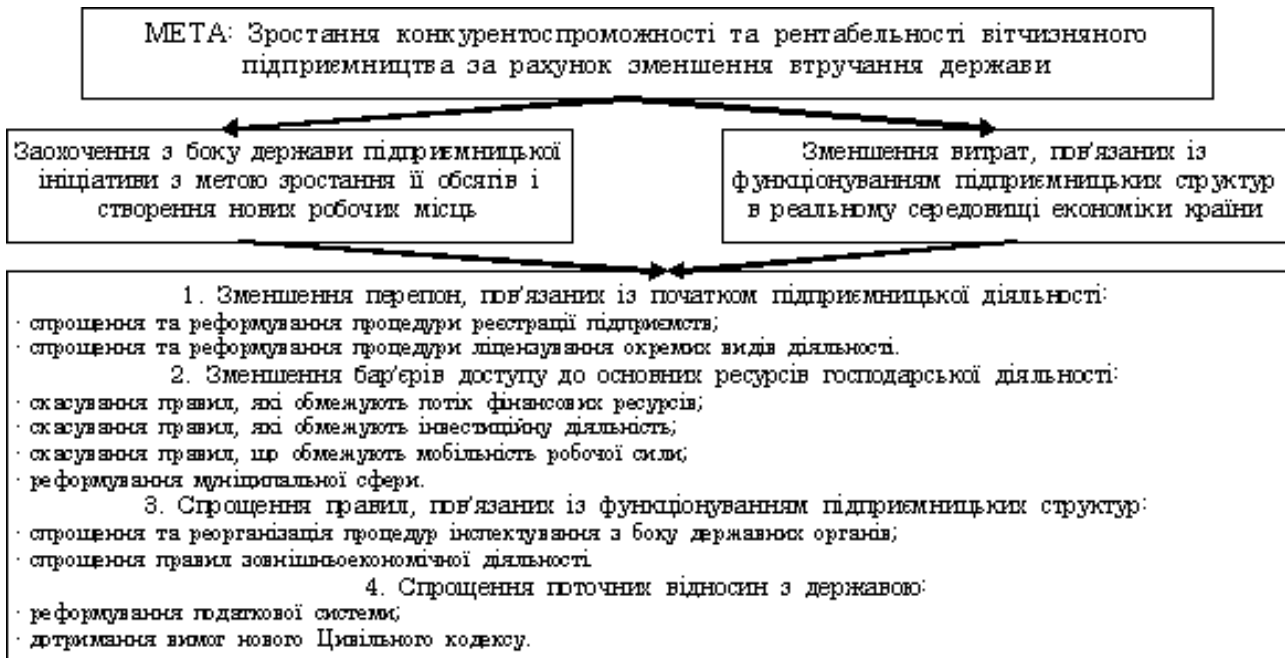 МЕТА: Зростання конкурентоспроможності та рентабельності вітчизняного
підприємництва за рахунок зменшення втручання держави
Заохочення з боку держави підприємницької
ініціативи з метою зростання її обсягів і
створення нових робочих місць
Зменшення витрат, пов'язаних із
функціонуванням підприємницьких структур
в реальному середовищі економіки країни
1. Зменшення перепон, пов'язаних із початком підприємницької діяльності:
· спрощення та реформування процедури реєстрації підприємств;
· спрощення та реформування процедури ліцензування окремих видів діяльності.
2. Зменшення бар'єрів доступу до основних ресурсів господарської діяльності:
· скасування правил, які обмежують потік фінансових ресурсів;
· скасування правил, які обмежують інвестиційну діяльність;
· скасування правил, що обмежують мобільність робочої сили;
· реформування муніципальної сфери.
3. Спрощення правил, пов'язаних із функціонуванням підприємницьких структур:
· спрощення та реорганізація процедур інспектування з боку державних органів;
· спрощення правил зовнішньоекономічної діяльності
4. Спрощення поточних відносин з державою:
· реформування податкової системи;
· дотримання вимог нового Цивільного кодексу.